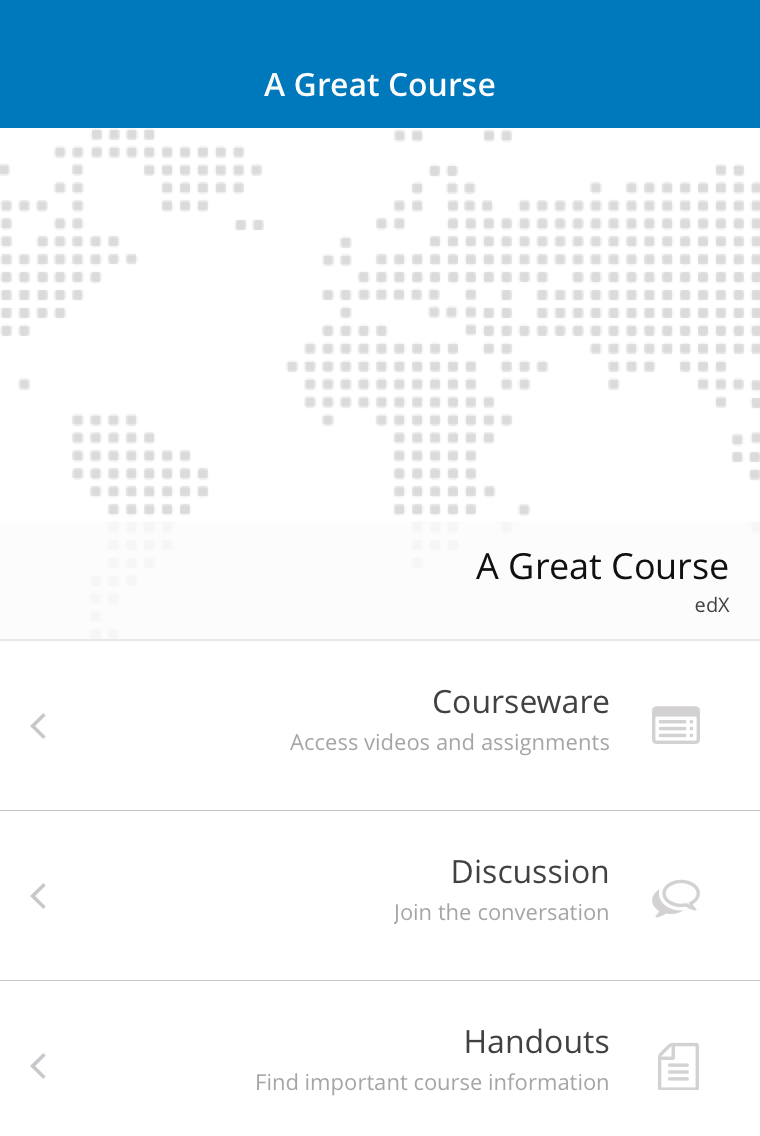 A Great Course
A Great Course
edX
Courseware
Access videos and assignments
Discussion
Join the conversation
Handouts
Find important course information